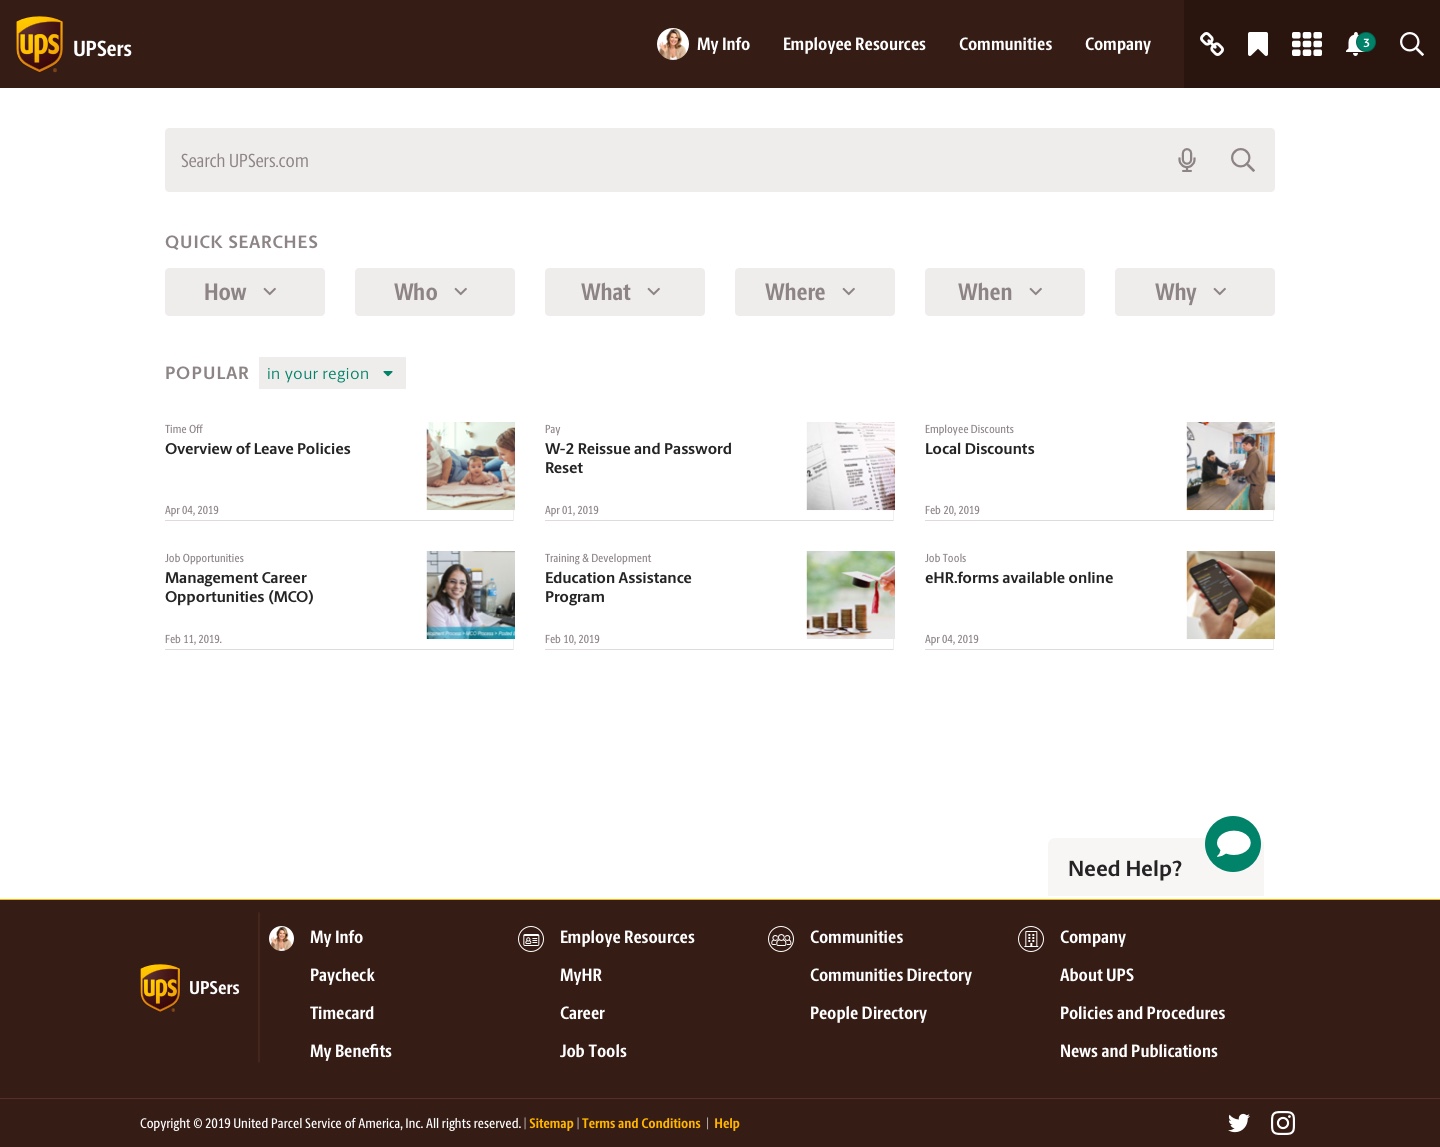 ups UPSers
My Info Employee Resources Communities Company 3
Search UPSers.com
QUICK SEARCHES
How Who What Where When Why
POPULAR in your region
Time Off
Overview of Leave Policies
Apr 04, 2019
Pay
W-2 Reissue and Password
Reset
Apr 01, 2019
Employee Discounts
Local Discounts
Feb 20, 2019
Job Opportunities
Management Career
Opportunities (MCO)
Feb 11, 2019.
Training & Development
Education Assistance
Program
Feb 10, 2019
Job Tools
eHR.forms available online
Apr 04, 2019
Need Help?
ups UPSers
My Info
Paycheck
Timecard
My Benefits
Employe Resources
MyHR
Career
Job Tools
Communities
Communities Directory
People Directory
Company
About UPS
Policies and Procedures
News and Publications
Copyright © 2019 United Parcel Service of America, Inc. All rights reserved. | Sitemap | Terms and Conditions | Help